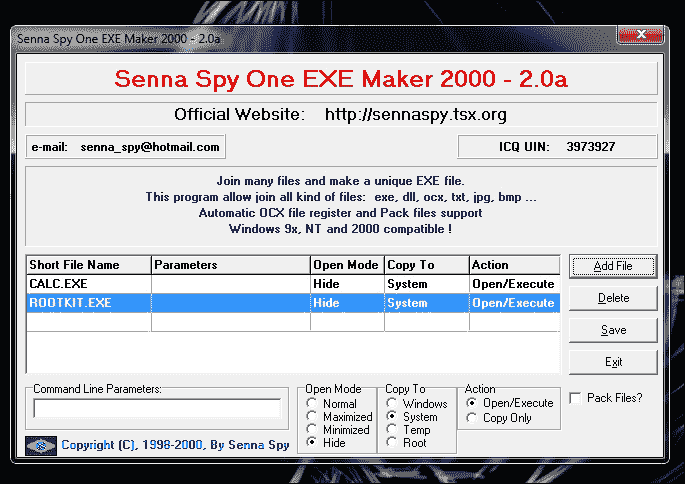 Senna Spy One EXE Maker 2000 - 2.0a
Senna Spy One EXE Maker 2000 - 2.0a
Official Website: http://sennaspy.tsx.org
e-mail: senna_spy@hotmail.com ICQ UIN: 3973927
Join many files and make a unique EXE file.
This program allow join all kind of files: exe, dll, ocx, txt, jpg, bmp ...
Automatic OCX file register and Pack files support
Windows 9x, NT and 2000 compatible !
Short File Name Parameters Open Mode Copy To Action
CALC.EXE Hide System Open/Execute
ROOTKIT.EXE Hide System Open/Execute
Add File
Delete
Save
Exit
Command Line Parameters:
Open Mode
Normal
Maximized
Minimized
Hide
Copy To
Windows
System
Temp
Root
Action
Open/Execute
Copy Only
Pack Files?
Copyright (C), 1998-2000, By Senna Spy